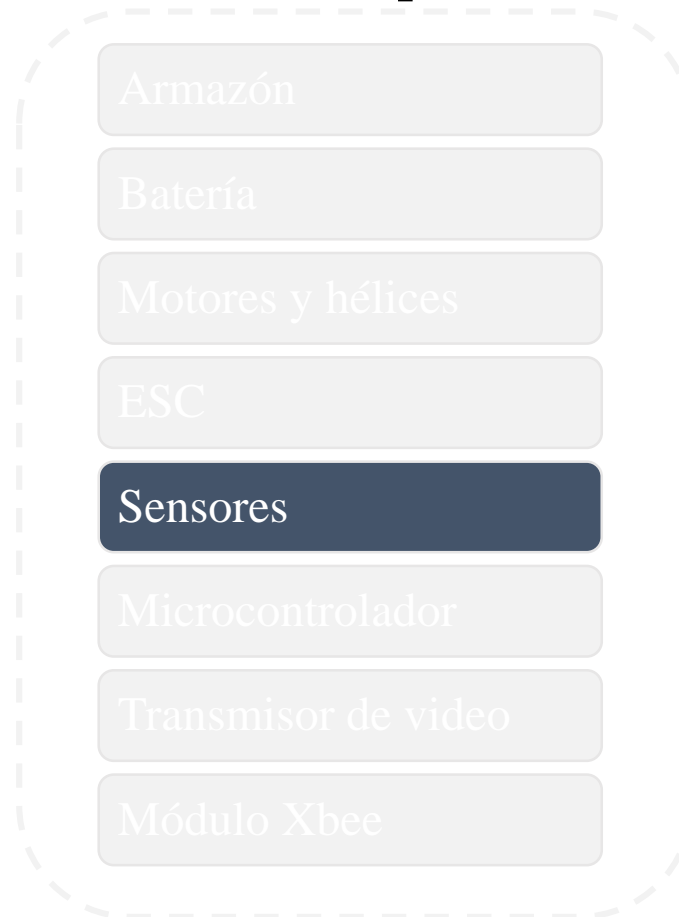 Armazón
Batería
Motores y hélices
ESC
Sensores
Microcontrolador
Transmisor de video
Módulo Xbee